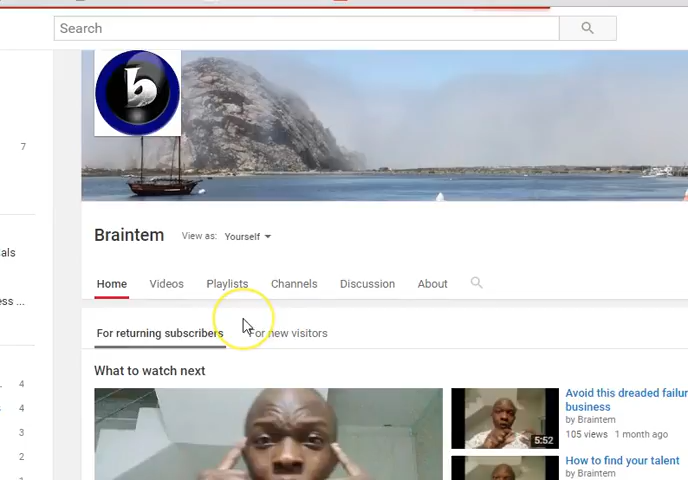 Search
b
7
Braintem
View as: Yourself
als
Home Videos Playlists Channels Discussion About
ess ...
For returning subscribers For new visitors
What to watch next
4
4
3
2
Avoid this dreaded failur
business
by Braintem
105 views 1 month ago
5:52
How to find your talent
by Braintem